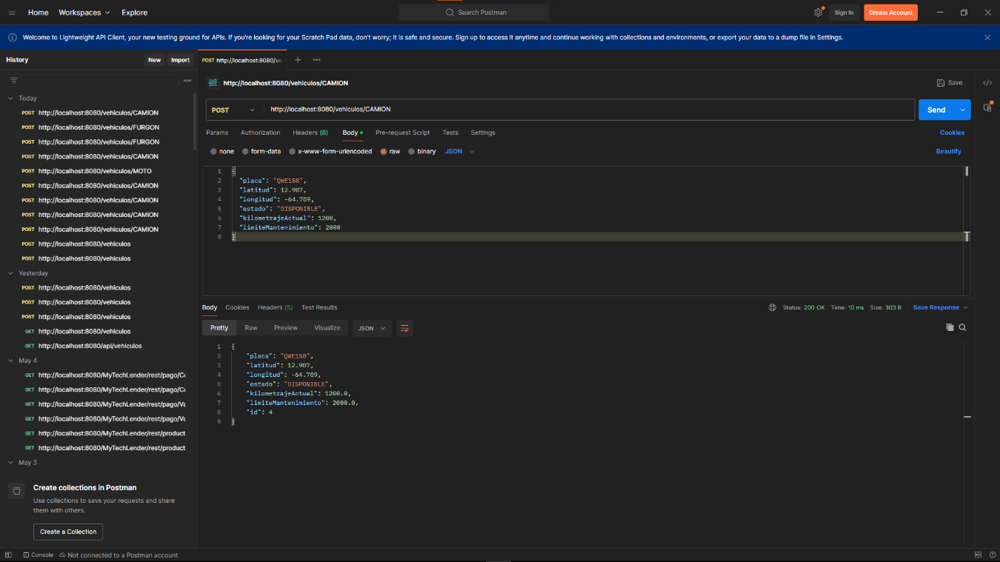 Home Workspaces Explore Search Postman Sign In Create Account
Welcome to Lightweight API Client, your new testing ground for APIs. If you're looking for your Scratch Pad data, don't worry; it is safe and secure. Sign up to access it anytime and continue working with collections and environments, or export your data to a dump file in Settings.
History New Import
Today
POST http://localhost:8080/vehiculos/CAMION
POST http://localhost:8080/vehiculos/FURGON
POST http://localhost:8080/vehiculos/FURGON
POST http://localhost:8080/vehiculos/CAMION
POST http://localhost:8080/vehiculos/MOTO
POST http://localhost:8080/vehiculos/CAMION
POST http://localhost:8080/vehiculos/CAMION
POST http://localhost:8080/vehiculos/CAMION
POST http://localhost:8080/vehiculos/CAMION
POST http://localhost:8080/vehiculos
POST http://localhost:8080/vehiculos
Yesterday
POST http://localhost:8080/vehiculos
POST http://localhost:8080/vehiculos
POST http://localhost:8080/vehiculos
GET http://localhost:8080/vehiculos
GET http://localhost:8080/api/vehiculos
May 4
GET http://localhost:8080/MyTechLender/rest/pago/Co
GET http://localhost:8080/MyTechLender/rest/pago/Co
GET http://localhost:8080/MyTechLender/rest/pago/Va
GET http://localhost:8080/MyTechLender/rest/pago/Va
GET http://localhost:8080/MyTechLender/rest/product
GET http://localhost:8080/MyTechLender/rest/product
May 3
Create collections in Postman
Use collections to save your requests and share
them with others.
Create a Collection
POST http://localhost:8080/ve
http://localhost:8080/vehiculos/CAMION Save
POST http://localhost:8080/vehiculos/CAMION Send
Params Authorization Headers (8) Body Pre-request Script Tests Settings Cookies
none form-data x-www-form-urlencoded raw binary JSON Beautify
1 {
2 "placa": "QWE158",
3 "latitud": 12.987,
4 "longitud": -64.789,
5 "estado": "DISPONIBLE",
6 "kilometrajeActual": 1200,
7 "limiteMantenimiento": 2000
8 }
Body Cookies Headers (5) Test Results Status: 200 OK Time: 10 ms Size: 303 B Save Response
Pretty Raw Preview Visualize JSON
1 {
2 "placa": "QWE158",
3 "latitud": 12.987,
4 "longitud": -64.789,
5 "estado": "DISPONIBLE",
6 "kilometrajeActual": 1200.0,
7 "limiteMantenimiento": 2000.0,
8 "id": 4
9 }
Console Not connected to a Postman account